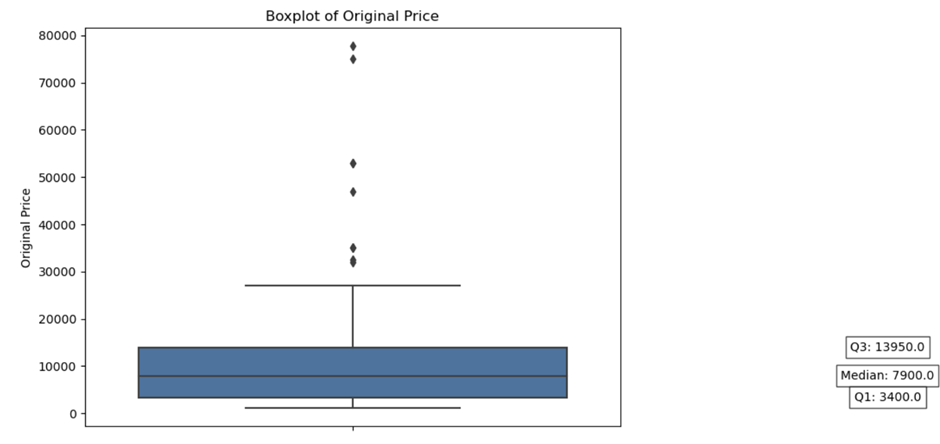 Boxplot of Original Price
80000
70000
60000
50000
40000
30000
20000
10000
0
Original Price
Q3: 13950.0
Median: 7900.0
Q1: 3400.0